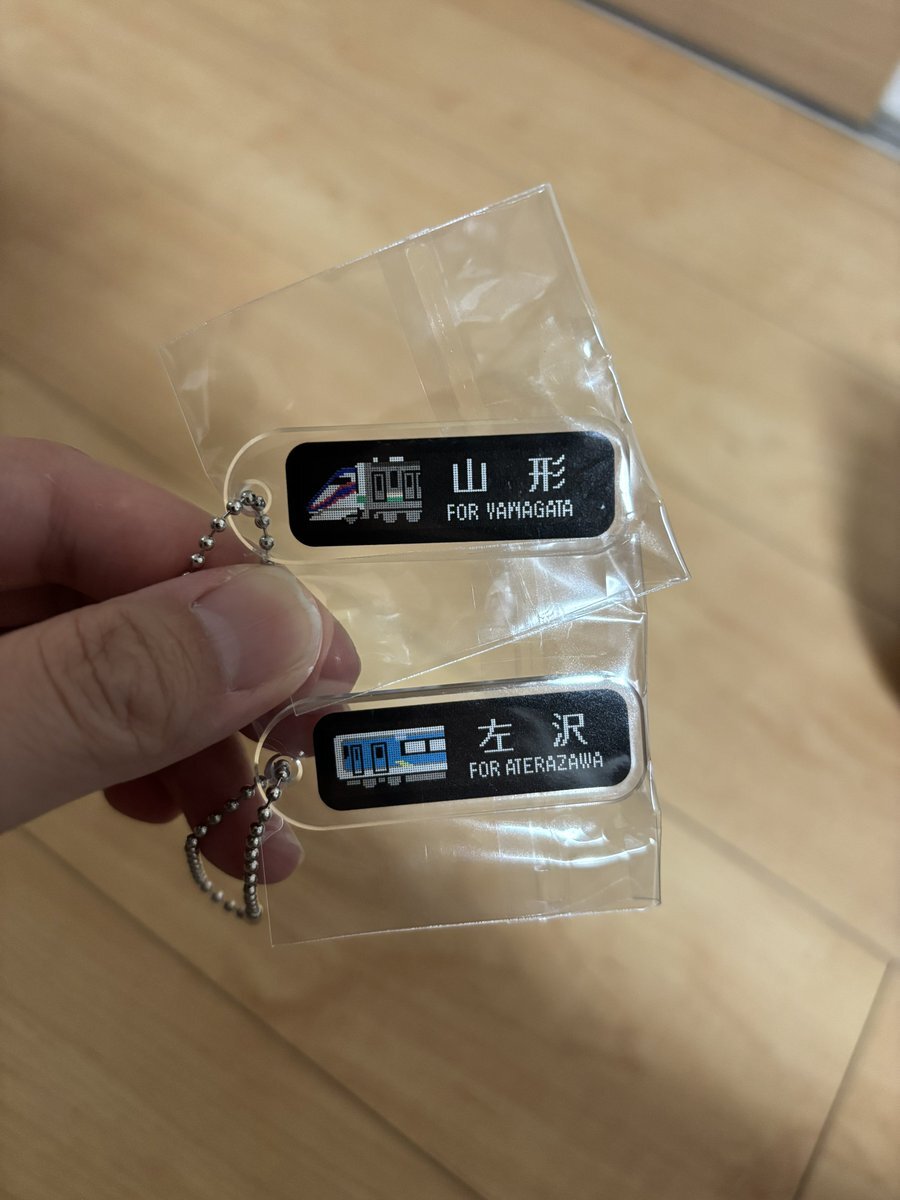 山 形
FOR YAMAGATA
左 沢
FOR ATERAZAWA